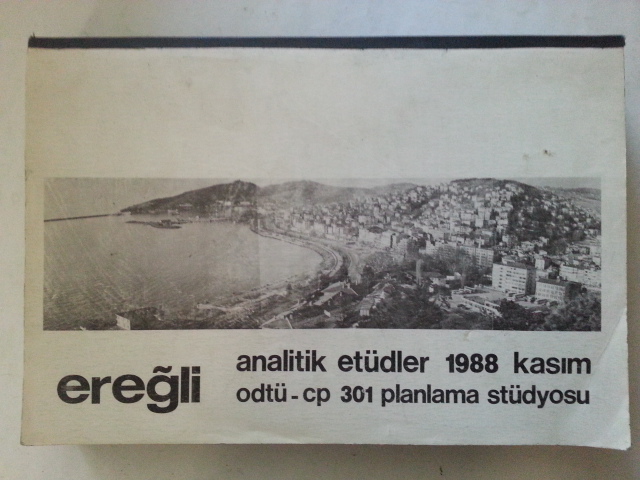 ereğli
analitik etüdler 1988 kasım
odtü - cp 301 planlama stüdyosu